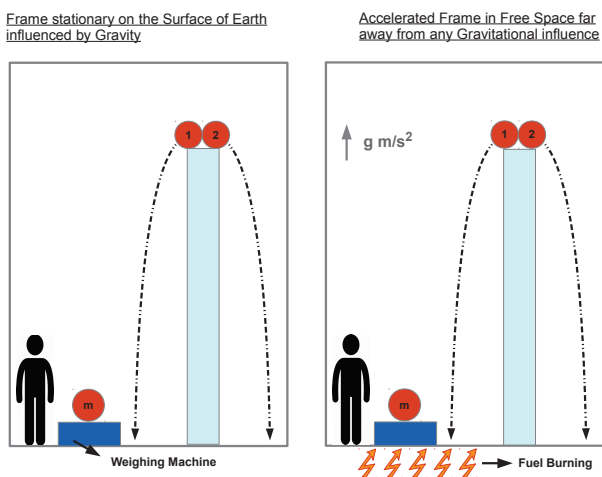 Frame stationary on the Surface of Earth
influenced by Gravity
Accelerated Frame in Free Space far
away from any Gravitational influence
1 2
m
Weighing Machine
g m/s²
1 2
m
Fuel Burning